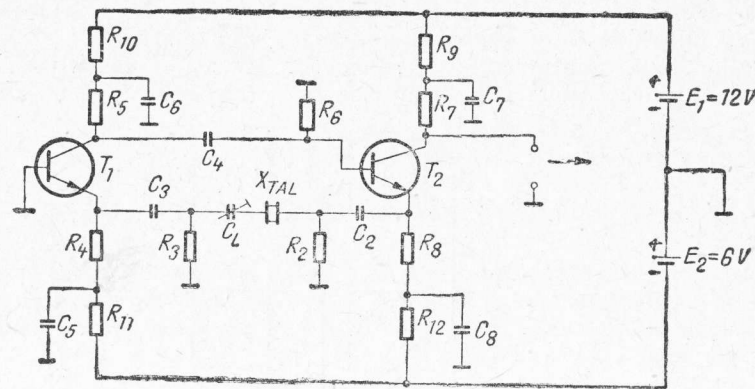 R10
R9
R5
C6
R6
R7
C7
E1=12V
T1
C4
T2
C3
XTAL
R4
R3
CL
R2
C2
R8
E2=6V
C5
R11
R12
C8